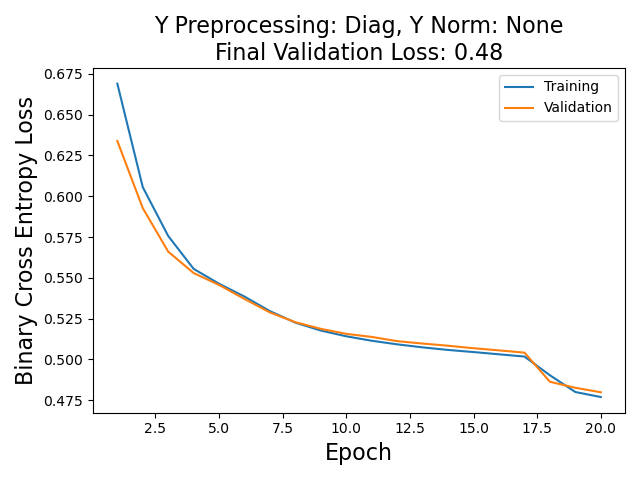 Y Preprocessing: Diag, Y Norm: None
Final Validation Loss: 0.48
Training
Validation
0.675
0.650
0.625
0.600
0.575
0.550
0.525
0.500
0.475
Binary Cross Entropy Loss
2.5
5.0
7.5
10.0
12.5
15.0
17.5
20.0
Epoch